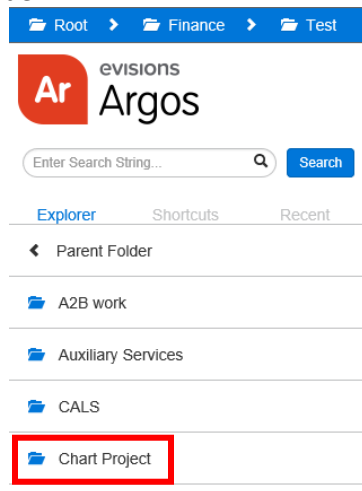 Root Finance Test
Ar evisions
Argos
Enter Search String... Search
Explorer Shortcuts Recent
Parent Folder
A2B work
Auxiliary Services
CALS
Chart Project